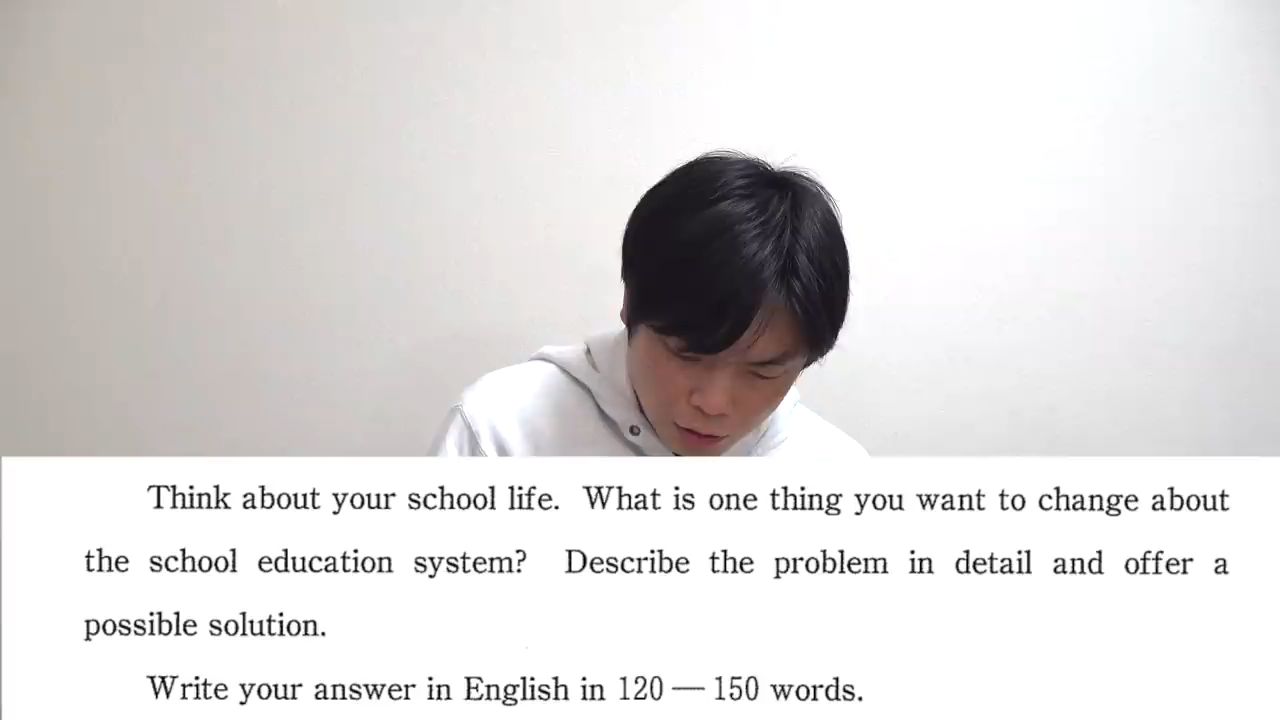 Think about your school life. What is one thing you want to change about
the school education system? Describe the problem in detail and offer a
possible solution.
Write your answer in English in 120 — 150 words.